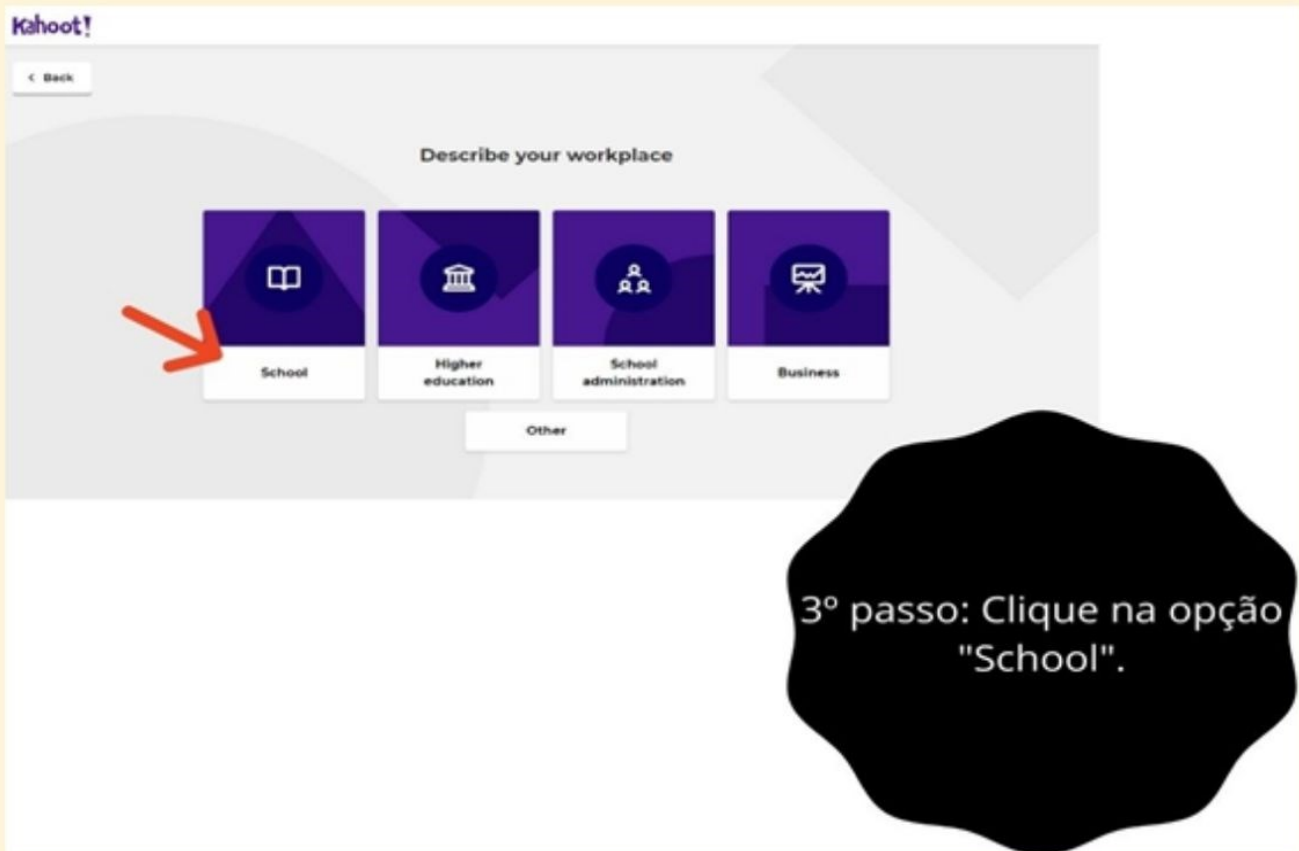 Kahoot!
< Back
Describe your workplace
School
Higher
education
School
administration
Business
Other
3º passo: Clique na opção
"School".